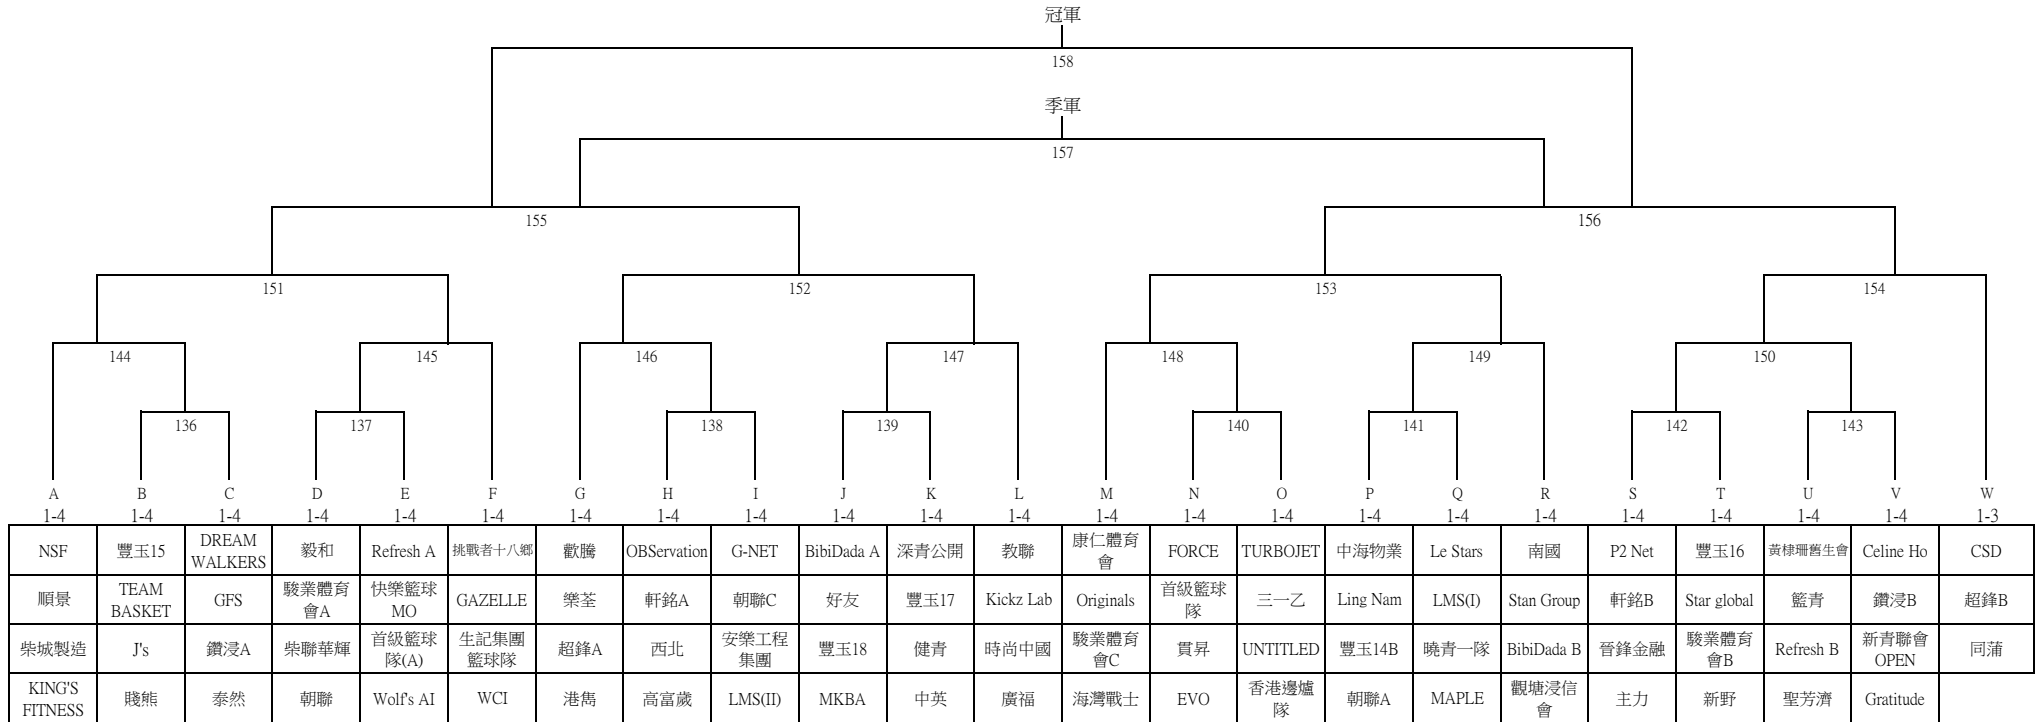 冠軍
158
季軍
157
155 156
151 152 153 154
144 145 146 147 148 149 150
136 137 138 139 140 141 142 143
A B C D E F G H I J K L M N O P Q R S T U V W
1-4 1-4 1-4 1-4 1-4 1-4 1-4 1-4 1-4 1-4 1-4 1-4 1-4 1-4 1-4 1-4 1-4 1-4 1-4 1-4 1-4 1-4 1-3
NSF 豐玉15 DREAM WALKERS 毅和 Refresh A 挑戰者十八鄉 歡騰 OBServation G-NET BibiDada A 深青公開 教聯 康仁體育會 FORCE TURBOJET 中海物業 Le Stars 南國 P2 Net 豐玉16 黃棣珊舊生會 Celine Ho CSD
順景 TEAM BASKET GFS 駿業體育會A 快樂籃球MO GAZELLE 樂荃 軒銘A 朝聯C 好友 豐玉17 Kickz Lab Originals 首級籃球隊 三一乙 Ling Nam LMS(I) Stan Group 軒銘B Star global 籃青 鑽浸B 超鋒B
柴城製造 J's 鑽浸A 柴聯華輝 首級籃球隊(A) 生記集團籃球隊 超鋒A 西北 安樂工程集團 豐玉18 健青 時尚中國 駿業體育會C 貫昇 UNTITLED 豐玉14B 曉青一隊 BibiDada B 晉鋒金融 駿業體育會B Refresh B 新青聯會OPEN 同蒲
KING'S FITNESS 賤熊 泰然 朝聯 Wolf's AI WCI 港雋 高富歲 LMS(II) MKBA 中英 廣福 海灣戰士 EVO 香港邊爐隊 朝聯A MAPLE 觀塘浸信會 主力 新野 聖芳濟 Gratitude